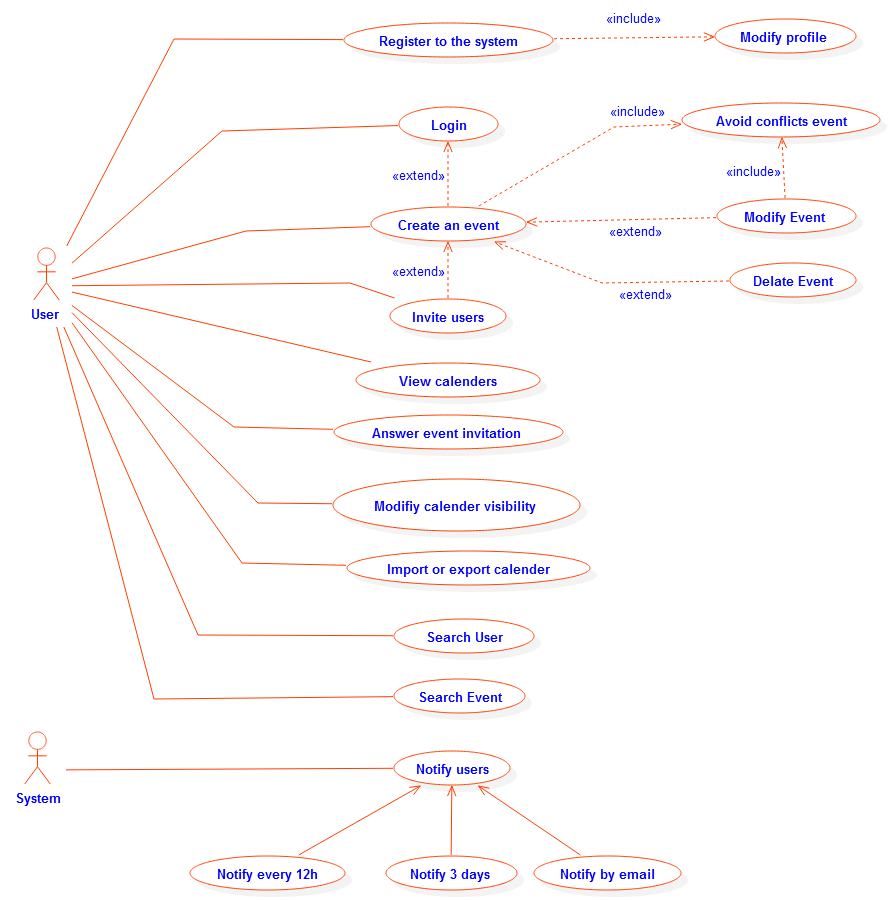 «include»
Register to the system
Modify profile
«include»
Avoid conflicts event
Login
«extend»
«include»
Create an event
Modify Event
«extend»
«extend»
Delate Event
«extend»
User
Invite users
View calenders
Answer event invitation
Modifiy calender visibility
Import or export calender
Search User
Search Event
System
Notify users
Notify every 12h
Notify 3 days
Notify by email